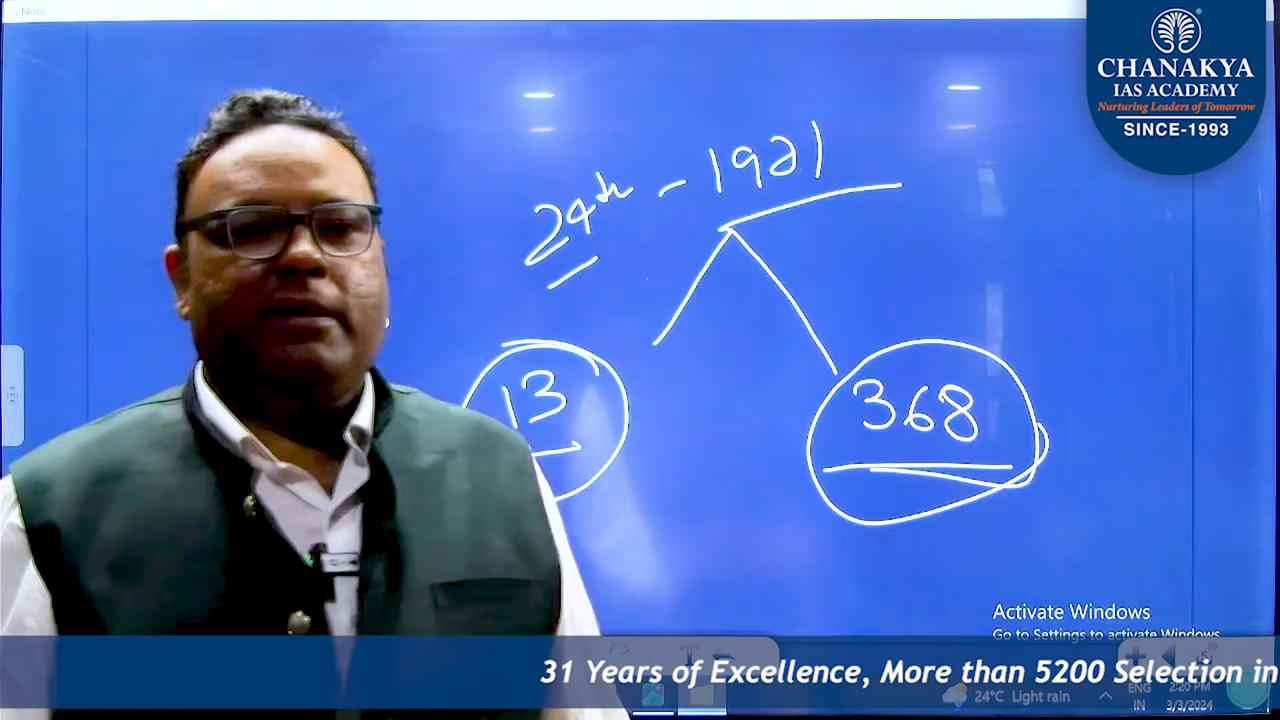 Note
CHANAKYA
IAS ACADEMY
Nurturing Leaders of Tomorrow
SINCE-1993
24th - 1921
13
368
Activate Windows
Go to Settings to activate Windows.
31 Years of Excellence, More than 5200 Selection in
24°C Light rain
ENG
IN
2:20 PM
3/3/2024